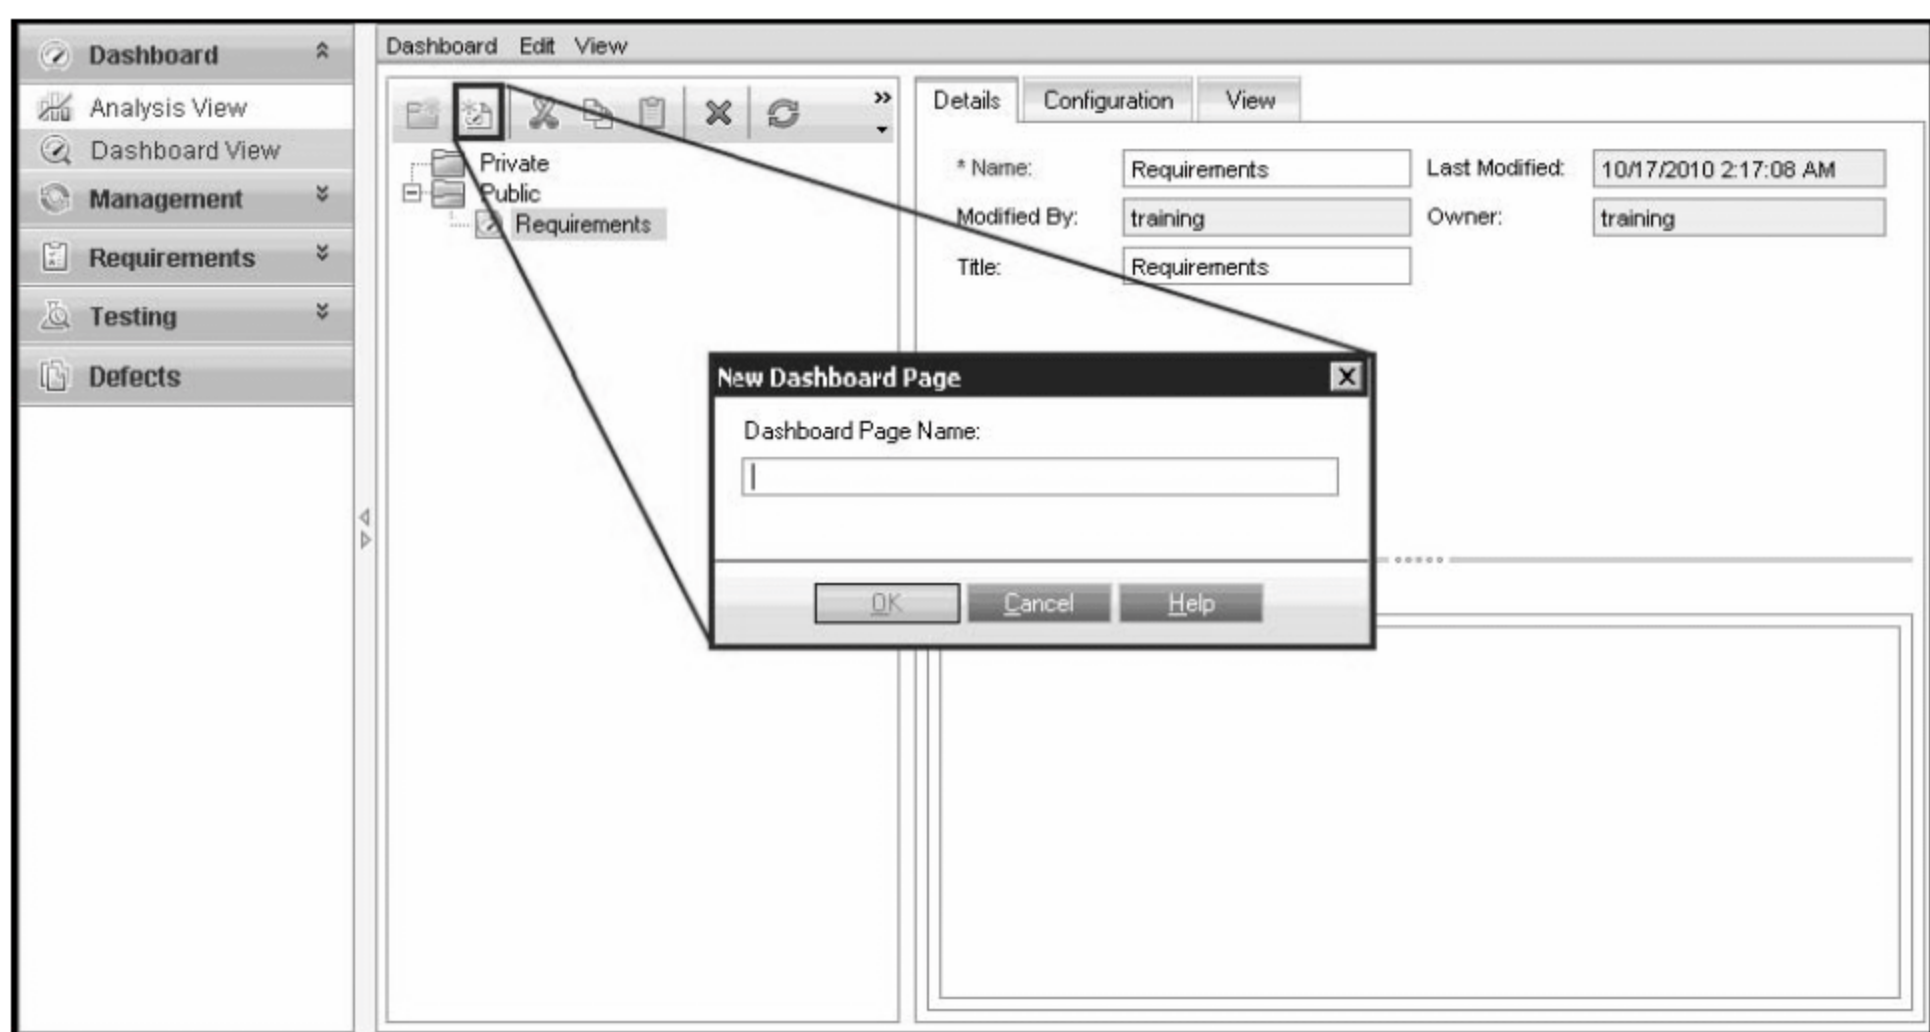 Dashboard
Analysis View
Dashboard View
Management
Requirements
Testing
Defects
Dashboard Edit View
Private
Public
Requirements
Details Configuration View
* Name: Requirements Last Modified: 10/17/2010 2:17:08 AM
Modified By: training Owner: training
Title: Requirements
New Dashboard Page
Dashboard Page Name:
OK Cancel Help